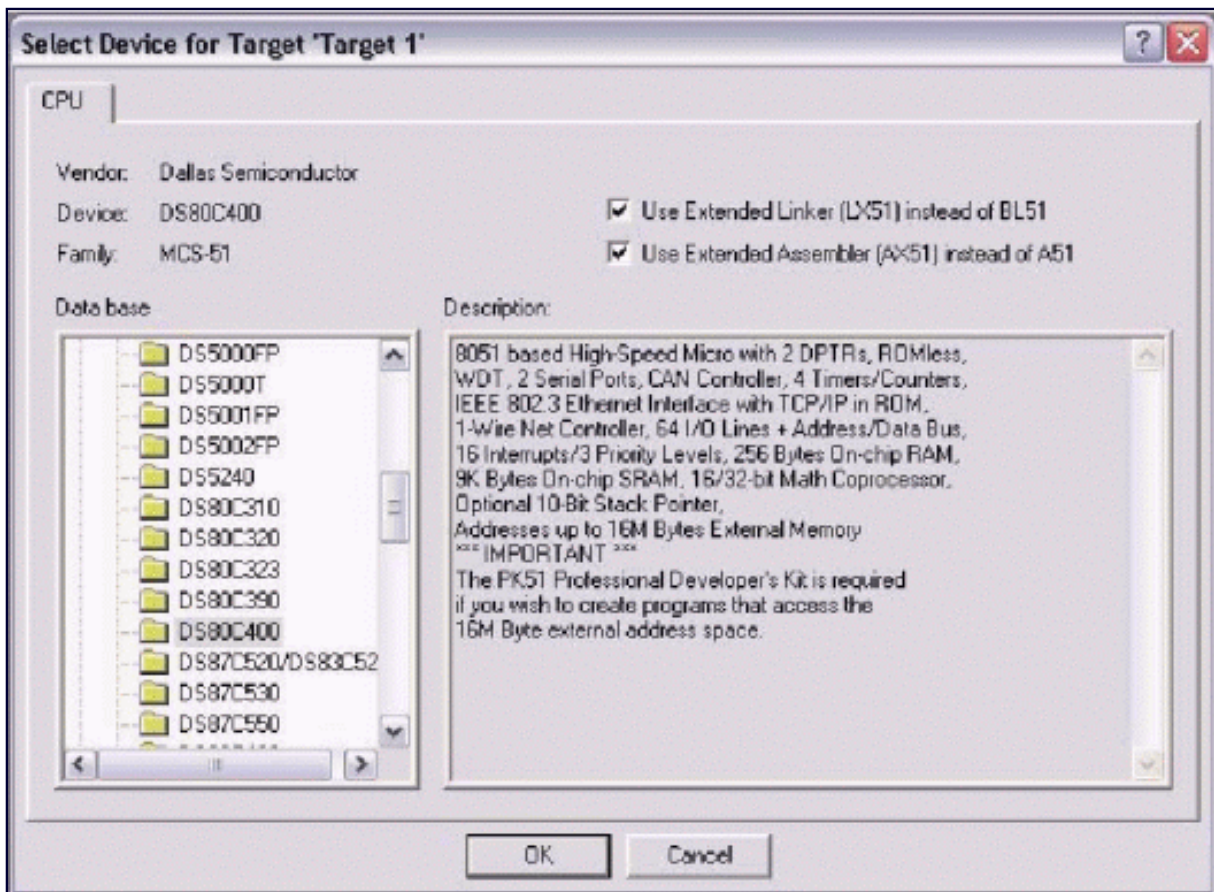 Select Device for Target 'Target 1'
CPU
Vendor: Dallas Semiconductor
Device: DS80C400
Family: MCS-51
Use Extended Linker (LX51) instead of BL51
Use Extended Assembler (AX51) instead of A51
Data base
DS5000FP
DS5000T
DS5001FP
DS5002FP
DS5240
DS80C310
DS80C320
DS80C323
DS80C390
DS80C400
DS87C520/DS83C52
DS87C530
DS87C550
Description:
8051 based High-Speed Micro with 2 DPTRs, ROMless,
WDT, 2 Serial Ports, CAN Controller, 4 Timers/Counters,
IEEE 802.3 Ethernet Interface with TCP/IP in ROM,
1-Wire Net Controller, 64 I/O Lines + Address/Data Bus,
16 Interrupts/3 Priority Levels, 256 Bytes On-chip RAM,
9K Bytes On-chip SRAM, 16/32-bit Math Coprocessor,
Optional 10-Bit Stack Pointer,
Addresses up to 16M Bytes External Memory
*** IMPORTANT ***
The PK51 Professional Developer's Kit is required
if you wish to create programs that access the
16M Byte external address space.
OK
Cancel